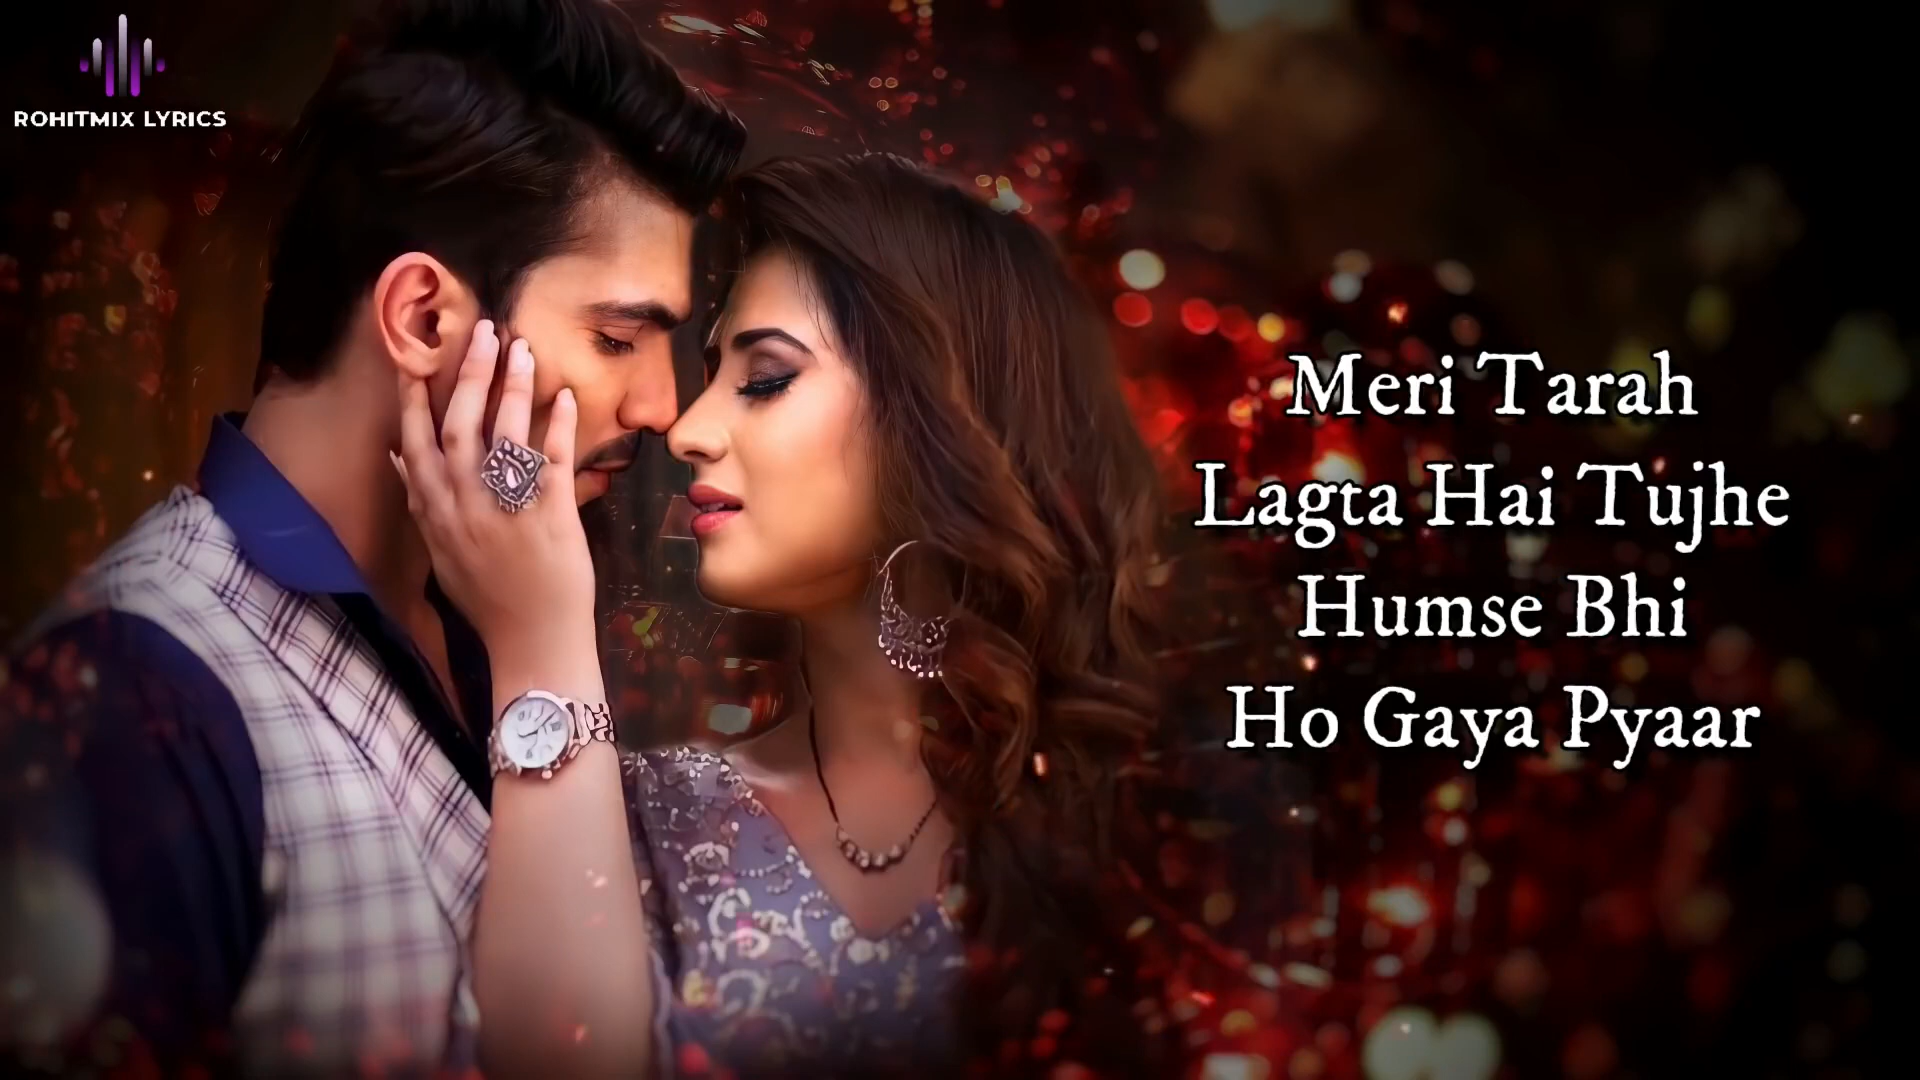 ROHITMIX LYRICS
Meri Tarah
Lagta Hai Tujhe
Humse Bhi
Ho Gaya Pyaar